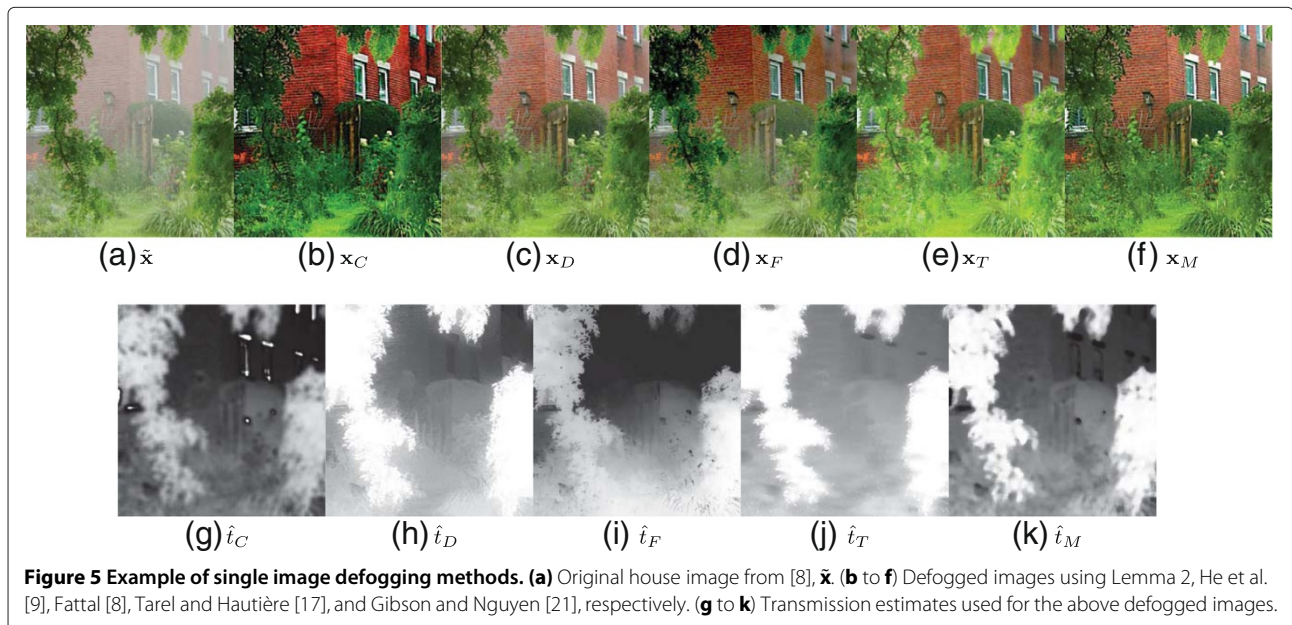 (a) x̃ (b) x_C (c) x_D (d) x_F (e) x_T (f) x_M
(g) t̂_C (h) t̂_D (i) t̂_F (j) t̂_T (k) t̂_M
Figure 5 Example of single image defogging methods. (a) Original house image from [8], x̃. (b to f) Defogged images using Lemma 2, He et al.
[9], Fattal [8], Tarel and Hautière [17], and Gibson and Nguyen [21], respectively. (g to k) Transmission estimates used for the above defogged images.